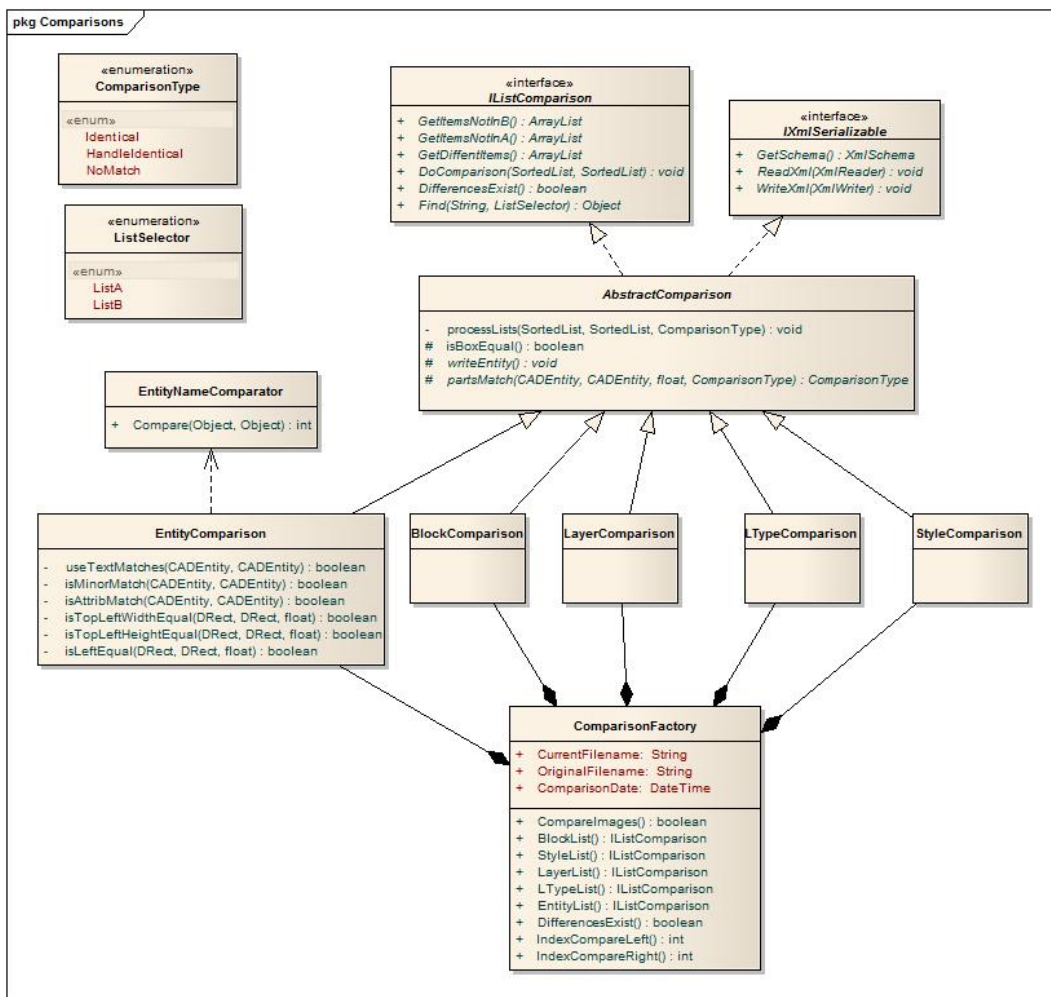 pkg Comparisons
«enumeration»
ComparisonType
«enum»
Identical
HandleIdentical
NoMatch
«enumeration»
ListSelector
«enum»
ListA
ListB
«interface»
IListComparison
+ GetItemsNotInB() : ArrayList
+ GetItemsNotInA() : ArrayList
+ GetDiffentItems() : ArrayList
+ DoComparison(SortedList, SortedList) : void
+ DifferencesExist() : boolean
+ Find(String, ListSelector) : Object
«interface»
IXmlSerializable
+ GetSchema() : XmlSchema
+ ReadXml(XmlReader) : void
+ WriteXml(XmlWriter) : void
AbstractComparison
- processLists(SortedList, SortedList, ComparisonType) : void
# isBoxEqual() : boolean
# writeEntity() : void
# partsMatch(CADEntity, CADEntity, float, ComparisonType) : ComparisonType
EntityNameComparator
+ Compare(Object, Object) : int
EntityComparison
- useTextMatches(CADEntity, CADEntity) : boolean
- isMinorMatch(CADEntity, CADEntity) : boolean
- isAttribMatch(CADEntity, CADEntity) : boolean
- isTopLeftWidthEqual(DRect, DRect, float) : boolean
- isTopLeftHeightEqual(DRect, DRect, float) : boolean
- isLeftEqual(DRect, DRect, float) : boolean
BlockComparison
LayerComparison
LTypeComparison
StyleComparison
ComparisonFactory
+ CurrentFilename: String
+ OriginalFilename: String
+ ComparisonDate: DateTime
+ CompareImages() : boolean
+ BlockList() : IListComparison
+ StyleList() : IListComparison
+ LayerList() : IListComparison
+ LTypeList() : IListComparison
+ EntityList() : IListComparison
+ DifferencesExist() : boolean
+ IndexCompareLeft() : int
+ IndexCompareRight() : int